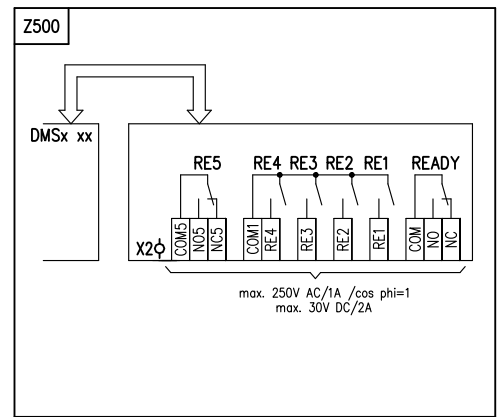 Z500
DMSx xx
RE5 RE4 RE3 RE2 RE1 READY
X2
COM5 NO5 NC5 COM1 RE4 RE3 RE2 RE1 COM NO NC
max. 250V AC/1A /cos phi=1
max. 30V DC/2A